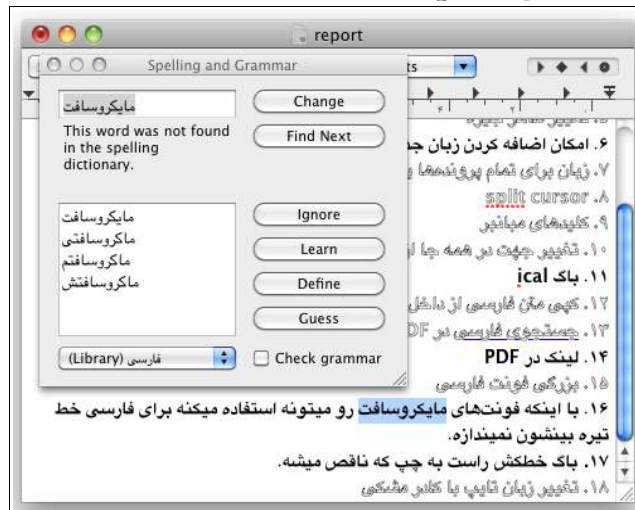 report
Spelling and Grammar
مایکروسافت
Change
This word was not found
in the spelling
dictionary.
Find Next
مایکروسافت
ماکروسافتی
ماکروسافتم
ماکروسافتش
Ignore
Learn
Define
Guess
فارسی (Library)
Check grammar
۶. امکان اضافه کردن زبان
۷. زبان برای تمام پرونده‌ها
۸. split cursor
۹. کلیدهای میانبر
۱۰. تغییر جهت در همه جا
۱۱. باگ ical
۱۲. کپی متن فارسی از داخل
۱۳. جستجوی فارسی در
۱۴. لینک در PDF
۱۵. بزرگی فونت فارسی
۱۶. با اینکه فونت‌های مایکروسافت رو میتونه استفاده میکنه برای فارسی خط
تیره بینشون نمیندازه.
۱۷. باگ خطکش راست به چپ که ناقص میشه.
۱۸. تغییر زبان تایپ با کادر مشکی